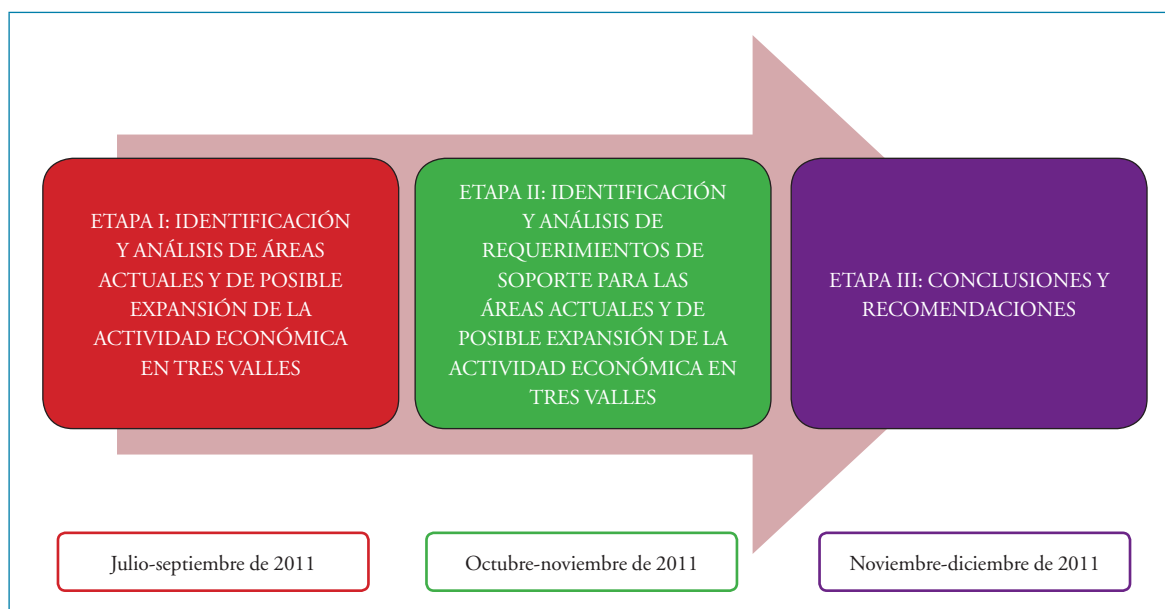 ETAPA I: IDENTIFICACIÓN
Y ANÁLISIS DE ÁREAS
ACTUALES Y DE POSIBLE
EXPANSIÓN DE LA
ACTIVIDAD ECONÓMICA
EN TRES VALLES
ETAPA II: IDENTIFICACIÓN
Y ANÁLISIS DE
REQUERIMIENTOS DE
SOPORTE PARA LAS
ÁREAS ACTUALES Y DE
POSIBLE EXPANSIÓN DE LA
ACTIVIDAD ECONÓMICA EN
TRES VALLES
ETAPA III: CONCLUSIONES Y
RECOMENDACIONES
Julio-septiembre de 2011
Octubre-noviembre de 2011
Noviembre-diciembre de 2011